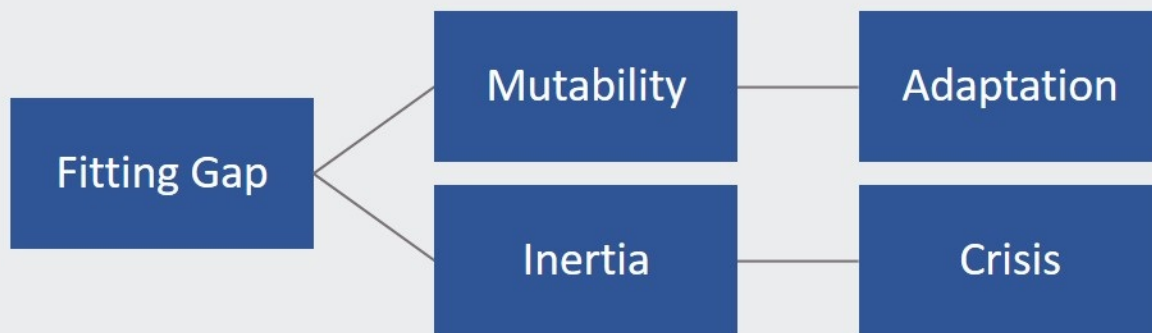 Fitting Gap
Mutability
Adaptation
Inertia
Crisis